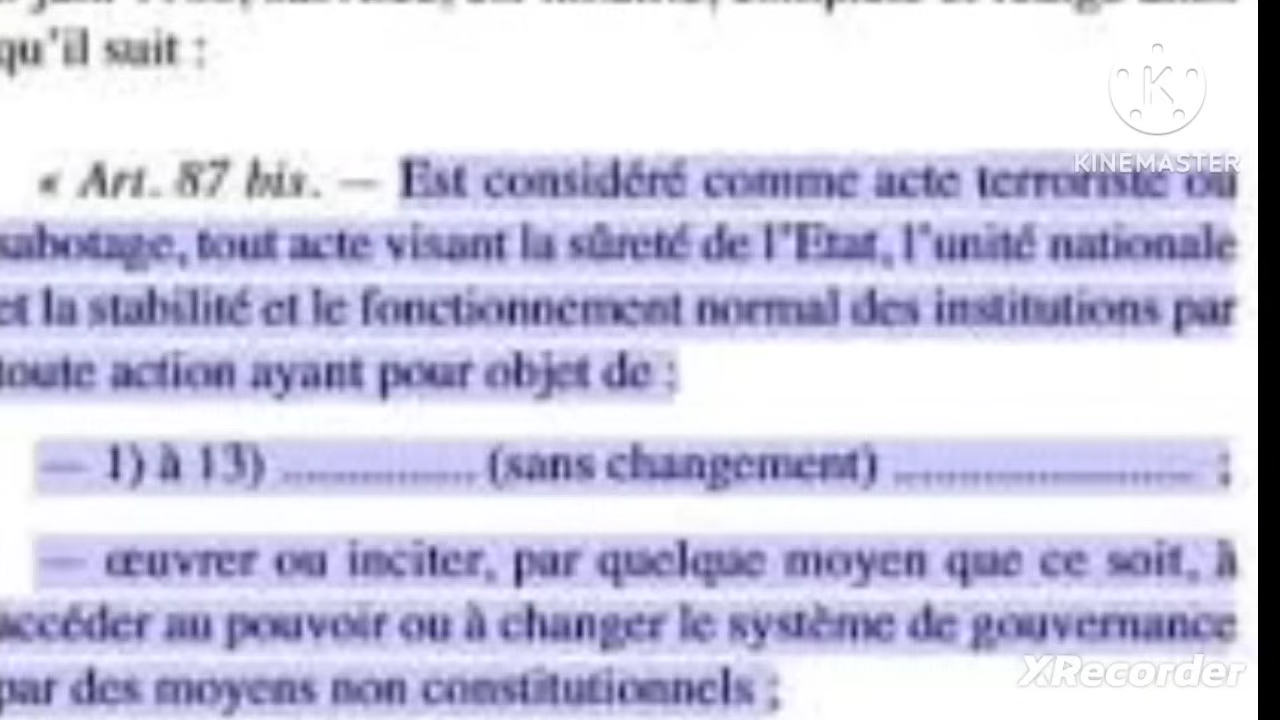 qu'il suit :
« Art. 87 bis. — Est considéré comme acte terroriste ou
sabotage, tout acte visant la sûreté de l'Etat, l'unité nationale
et la stabilité et le fonctionnement normal des institutions par
toute action ayant pour objet de :
— 1) à 13) .............. (sans changement) ...................... ;
— œuvrer ou inciter, par quelque moyen que ce soit, à
accéder au pouvoir ou à changer le système de gouvernance
par des moyens non constitutionnels ;
K
KINEMASTER
XRecorder